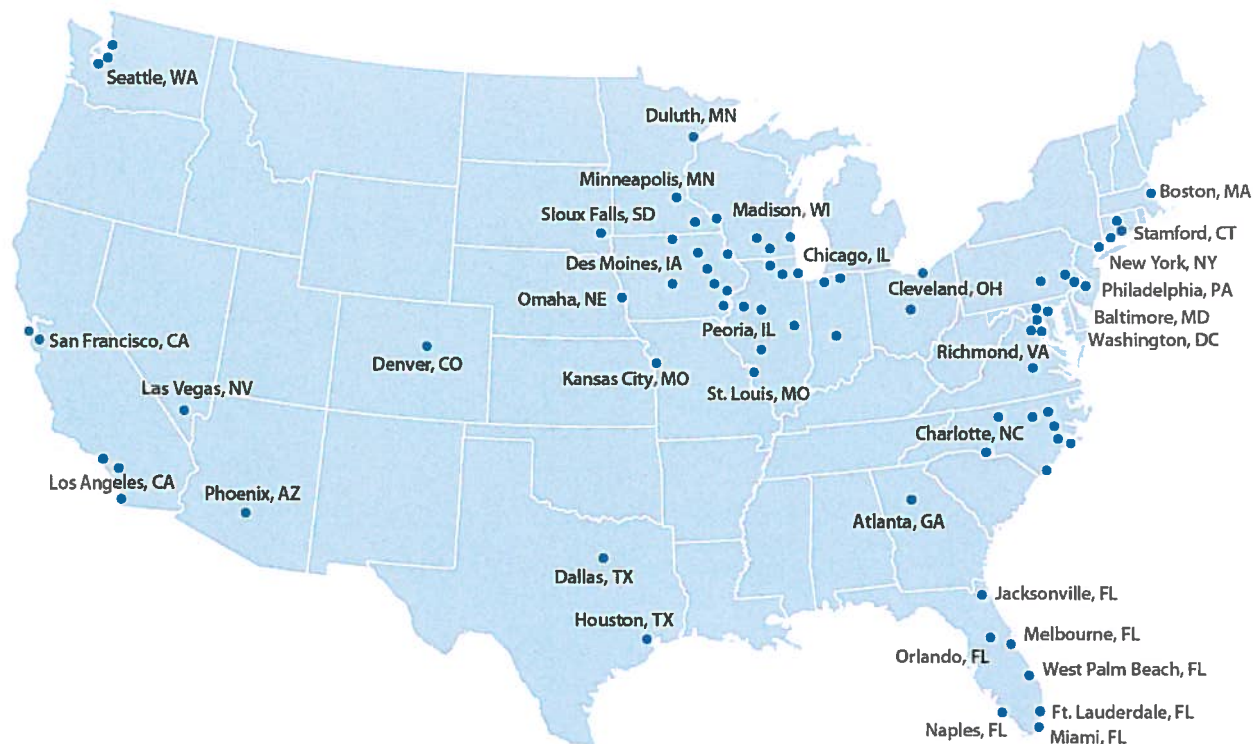 Seattle, WA
Duluth, MN
Minneapolis, MN
Boston, MA
Sioux Falls, SD
Madison, WI
Stamford, CT
Chicago, IL
Des Moines, IA
New York, NY
Cleveland, OH
Philadelphia, PA
Omaha, NE
Baltimore, MD
Peoria, IL
San Francisco, CA
Washington, DC
Richmond, VA
Denver, CO
Kansas City, MO
Las Vegas, NV
St. Louis, MO
Charlotte, NC
Los Angeles, CA
Phoenix, AZ
Atlanta, GA
Dallas, TX
Jacksonville, FL
Houston, TX
Melbourne, FL
Orlando, FL
West Palm Beach, FL
Ft. Lauderdale, FL
Naples, FL
Miami, FL